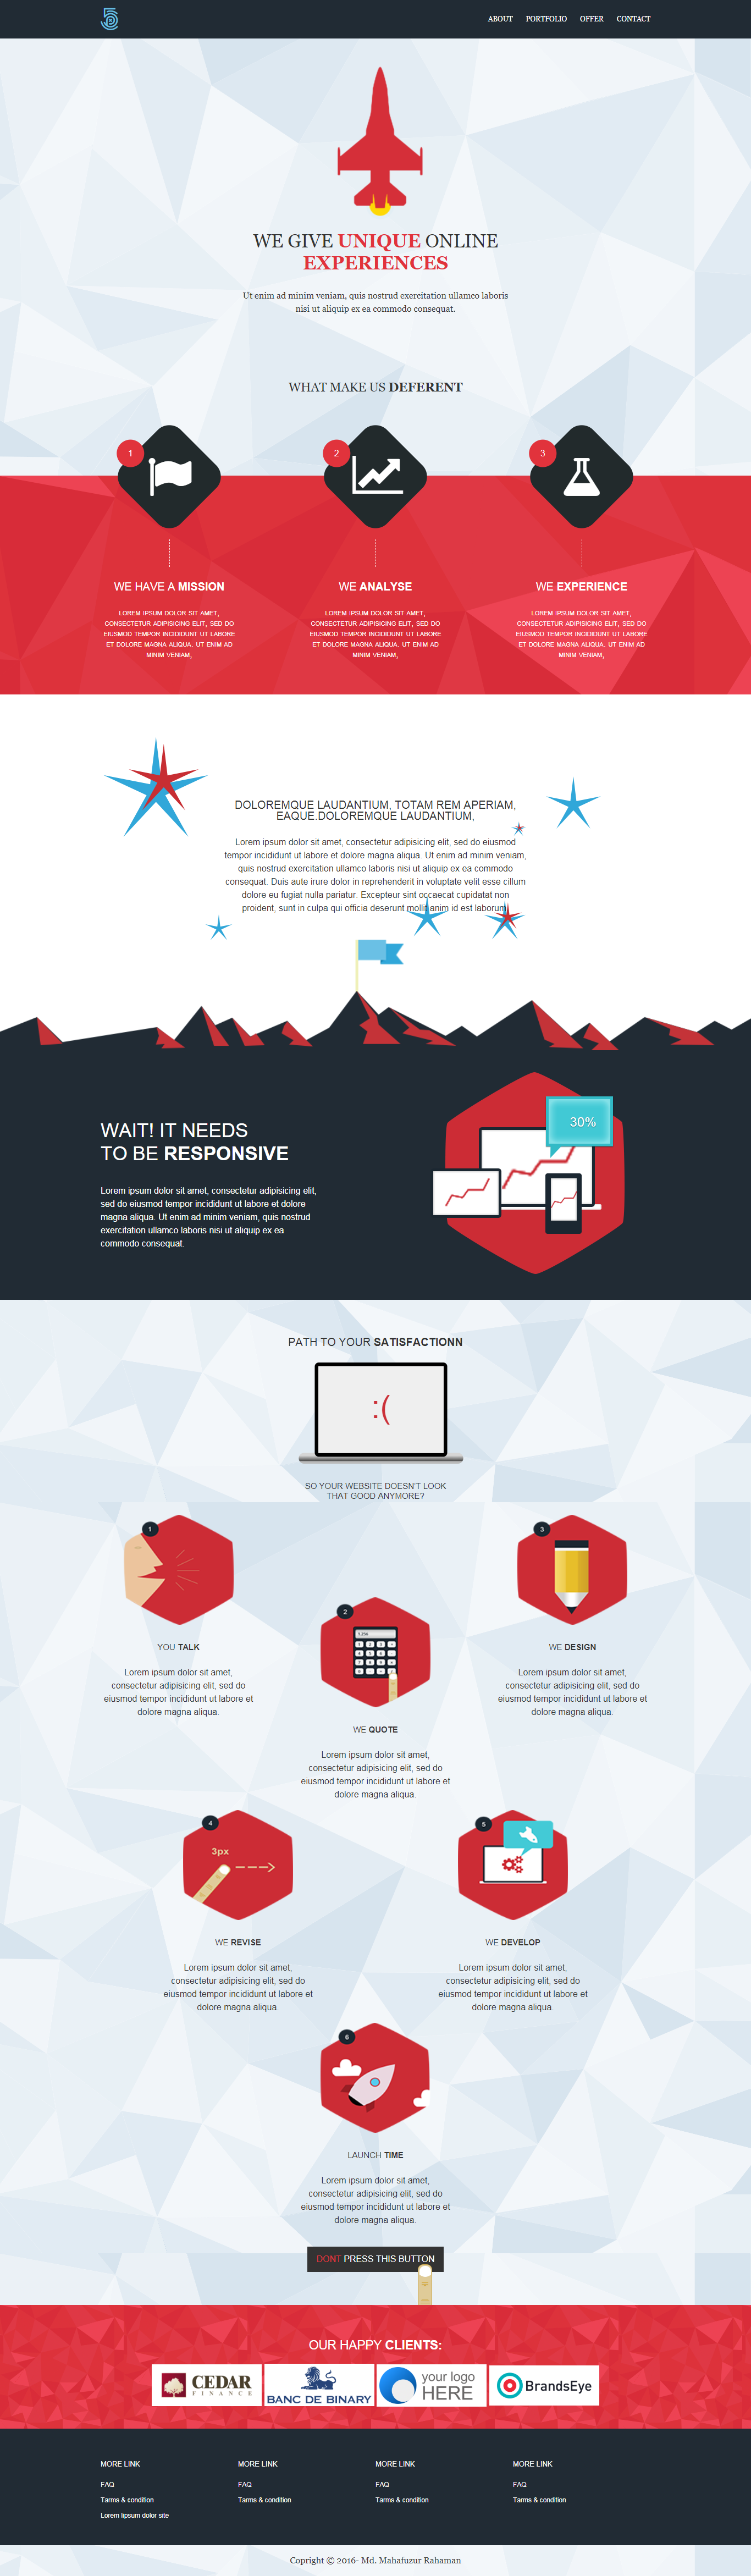 5
ABOUT PORTFOLIO OFFER CONTACT
WE GIVE UNIQUE ONLINE
EXPERIENCES
Ut enim ad minim veniam, quis nostrud exercitation ullamco laboris
nisi ut aliquip ex ea commodo consequat.
WHAT MAKE US DEFERENT
1
2
3
WE HAVE A MISSION
LOREM IPSUM DOLOR SIT AMET,
CONSECTETUR ADIPISICING ELIT, SED DO
EIUSMOD TEMPOR INCIDIDUNT UT LABORE
ET DOLORE MAGNA ALIQUA. UT ENIM AD
MINIM VENIAM,
WE ANALYSE
LOREM IPSUM DOLOR SIT AMET,
CONSECTETUR ADIPISICING ELIT, SED DO
EIUSMOD TEMPOR INCIDIDUNT UT LABORE
ET DOLORE MAGNA ALIQUA. UT ENIM AD
MINIM VENIAM,
WE EXPERIENCE
LOREM IPSUM DOLOR SIT AMET,
CONSECTETUR ADIPISICING ELIT, SED DO
EIUSMOD TEMPOR INCIDIDUNT UT LABORE
ET DOLORE MAGNA ALIQUA. UT ENIM AD
MINIM VENIAM,
DOLOREMQUE LAUDANTIUM, TOTAM REM APERIAM,
EAQUE.DOLOREMQUE LAUDANTIUM,
Lorem ipsum dolor sit amet, consectetur adipisicing elit, sed do eiusmod
tempor incididunt ut labore et dolore magna aliqua. Ut enim ad minim veniam,
quis nostrud exercitation ullamco laboris nisi ut aliquip ex ea commodo
consequat. Duis aute irure dolor in reprehenderit in voluptate velit esse cillum
dolore eu fugiat nulla pariatur. Excepteur sint occaecat cupidatat non
proident, sunt in culpa qui officia deserunt mollit anim id est laborum.
WAIT! IT NEEDS
TO BE RESPONSIVE
Lorem ipsum dolor sit amet, consectetur adipisicing elit,
sed do eiusmod tempor incididunt ut labore et dolore
magna aliqua. Ut enim ad minim veniam, quis nostrud
exercitation ullamco laboris nisi ut aliquip ex ea
commodo consequat.
30%
PATH TO YOUR SATISFACTIONN
:(
SO YOUR WEBSITE DOESN'T LOOK
THAT GOOD ANYMORE?
1
YOU TALK
Lorem ipsum dolor sit amet,
consectetur adipisicing elit, sed do
eiusmod tempor incididunt ut labore et
dolore magna aliqua.
2
WE QUOTE
Lorem ipsum dolor sit amet,
consectetur adipisicing elit, sed do
eiusmod tempor incididunt ut labore et
dolore magna aliqua.
3
WE DESIGN
Lorem ipsum dolor sit amet,
consectetur adipisicing elit, sed do
eiusmod tempor incididunt ut labore et
dolore magna aliqua.
4
3px
WE REVISE
Lorem ipsum dolor sit amet,
consectetur adipisicing elit, sed do
eiusmod tempor incididunt ut labore et
dolore magna aliqua.
5
WE DEVELOP
Lorem ipsum dolor sit amet,
consectetur adipisicing elit, sed do
eiusmod tempor incididunt ut labore et
dolore magna aliqua.
6
LAUNCH TIME
Lorem ipsum dolor sit amet,
consectetur adipisicing elit, sed do
eiusmod tempor incididunt ut labore et
dolore magna aliqua.
DONT PRESS THIS BUTTON
OUR HAPPY CLIENTS:
CEDAR
FINANCE
BANC DE BINARY
your logo
HERE
BrandsEye
MORE LINK
FAQ
Tarms & condition
Lorem lipsum dolor site
MORE LINK
FAQ
Tarms & condition
MORE LINK
FAQ
Tarms & condition
MORE LINK
FAQ
Tarms & condition
Copright © 2016- Md. Mahafuzur Rahaman